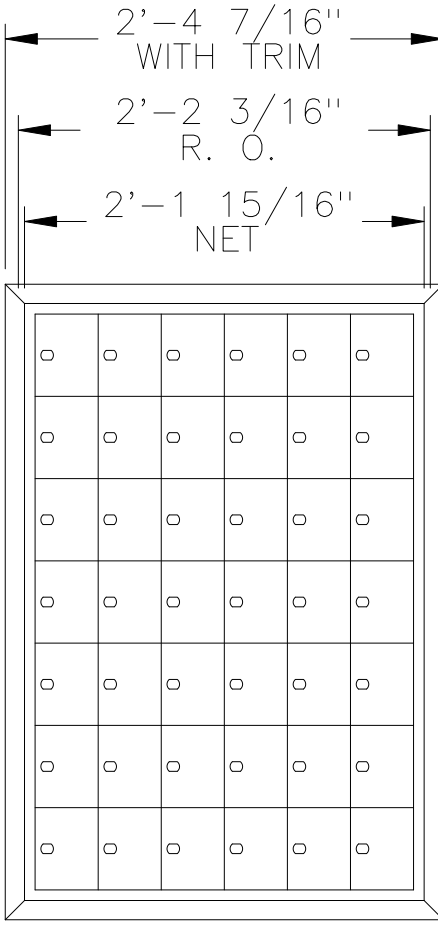 2'-4 7/16"
WITH TRIM
2'-2 3/16"
R. O.
2'-1 15/16"
NET